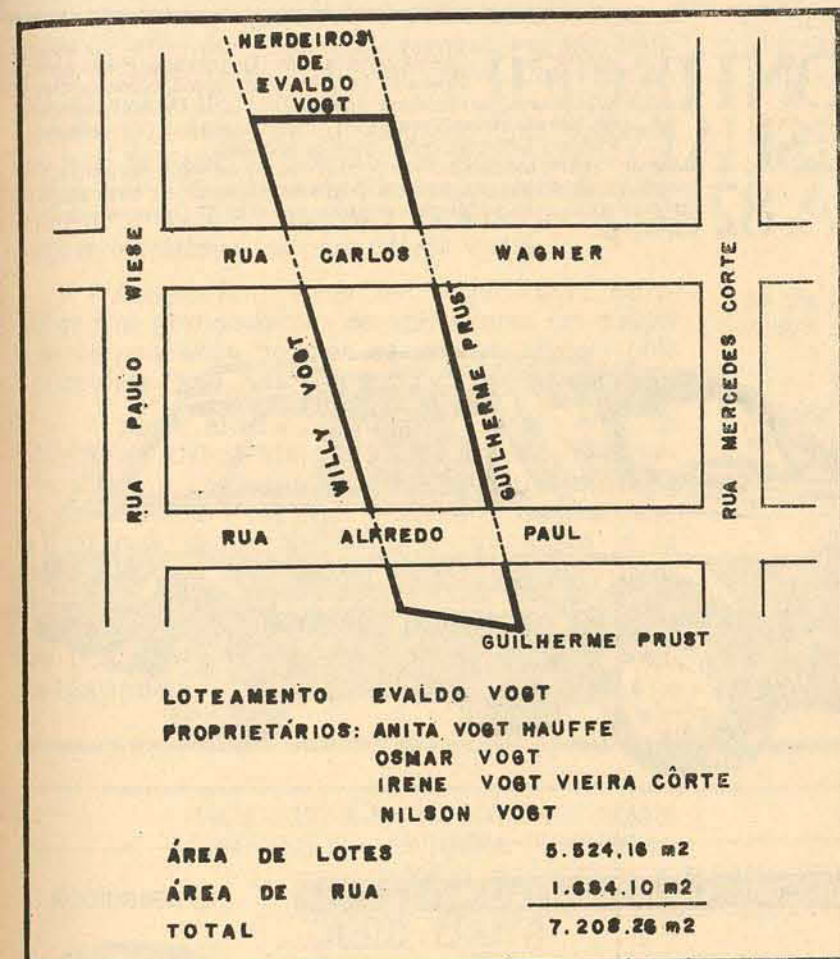 HERDEIROS
DE
EVALDO
VOGT
RUA CARLOS WAGNER
RUA PAULO WIESE
WILLY VOGT
GUILHERME PRUST
RUA MERCEDES CORTE
RUA ALFREDO PAUL
GUILHERME PRUST
LOTEAMENTO EVALDO VOGT
PROPRIETÁRIOS: ANITA VOGT HAUFFE
OSMAR VOGT
IRENE VOGT VIEIRA CÔRTE
NILSON VOGT
ÁREA DE LOTES 5.524,16 m2
ÁREA DE RUA 1.684.10 m2
TOTAL 7.208.26 m2